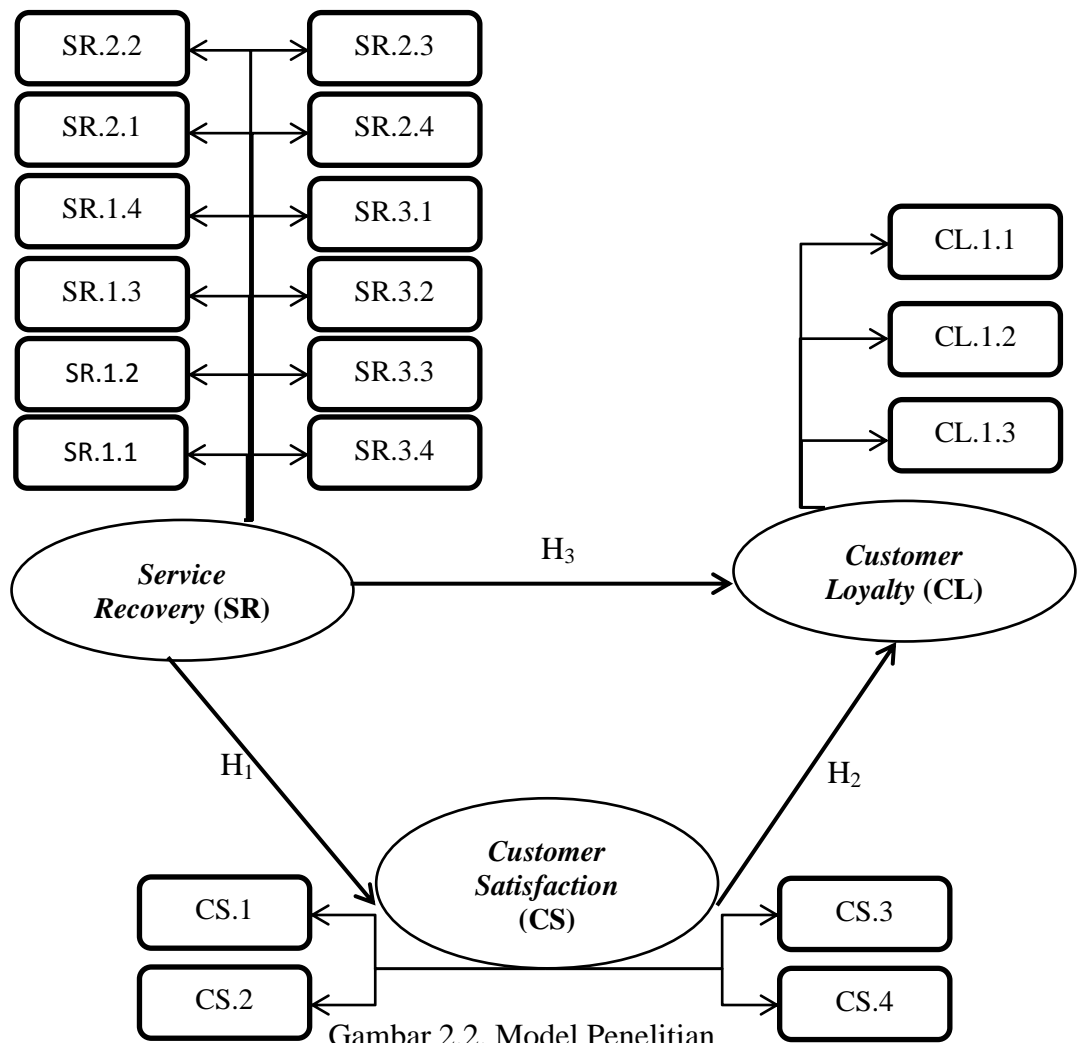 SR.2.2
SR.2.3
SR.2.1
SR.2.4
SR.1.4
SR.3.1
SR.1.3
SR.3.2
SR.1.2
SR.3.3
SR.1.1
SR.3.4
CL.1.1
CL.1.2
CL.1.3
Service
Recovery (SR)
H₃
Customer
Loyalty (CL)
H₁
H₂
Customer
Satisfaction
(CS)
CS.1
CS.2
CS.3
CS.4
Gambar 2.2. Model Penelitian